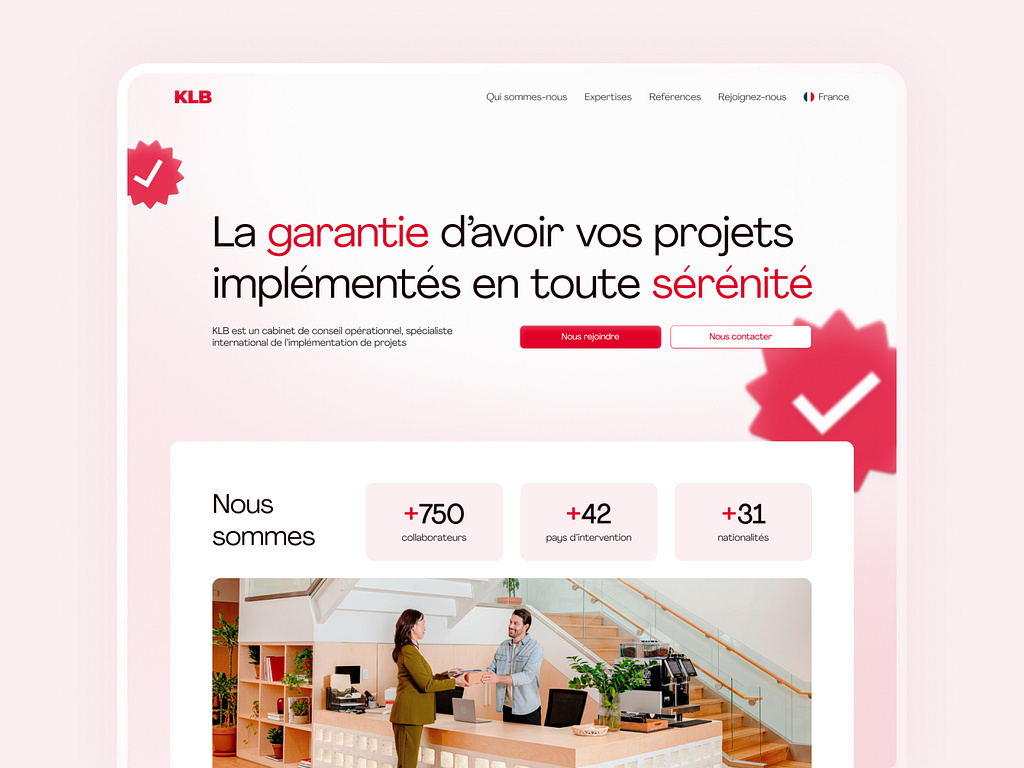 KLB
Qui sommes-nous
Expertises
Références
Rejoignez-nous
France
La garantie d'avoir vos projets
implémentés en toute sérénité
KLB est un cabinet de conseil opérationnel, spécialiste
international de l'implémentation de projets
Nous rejoindre
Nous contacter
Nous
sommes
+750
collaborateurs
+42
pays d'intervention
+31
nationalités